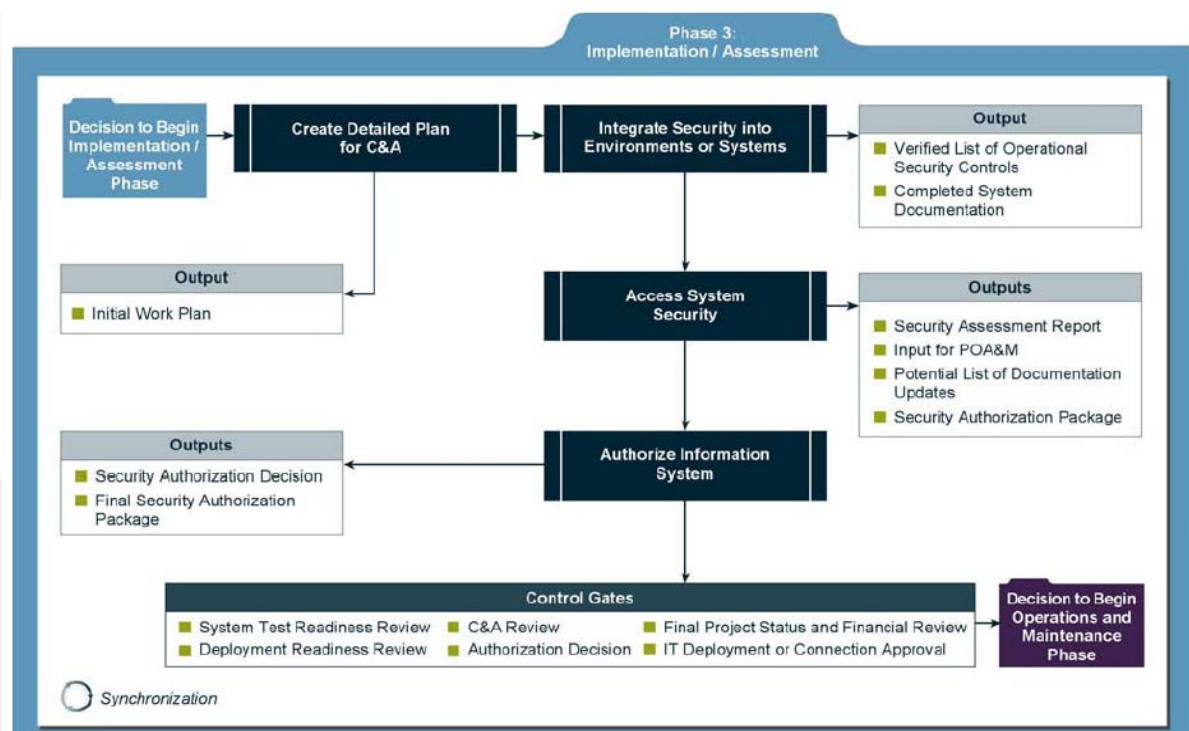 Phase 3:
Implementation / Assessment
Decision to Begin
Implementation /
Assessment
Phase
Create Detailed Plan
for C&A
Integrate Security into
Environments or Systems
Output
Verified List of Operational
Security Controls
Completed System
Documentation
Output
Initial Work Plan
Access System
Security
Outputs
Security Assessment Report
Input for POA&M
Potential List of Documentation
Updates
Security Authorization Package
Outputs
Security Authorization Decision
Final Security Authorization
Package
Authorize Information
System
Control Gates
System Test Readiness Review
Deployment Readiness Review
C&A Review
Authorization Decision
Final Project Status and Financial Review
IT Deployment or Connection Approval
Decision to Begin
Operations and
Maintenance
Phase
Synchronization